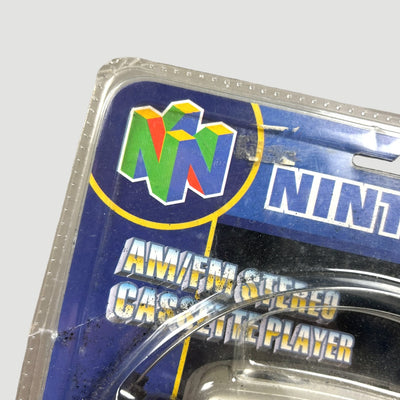 NINT
AM/FM STEREO
CASSETTE PLAYER